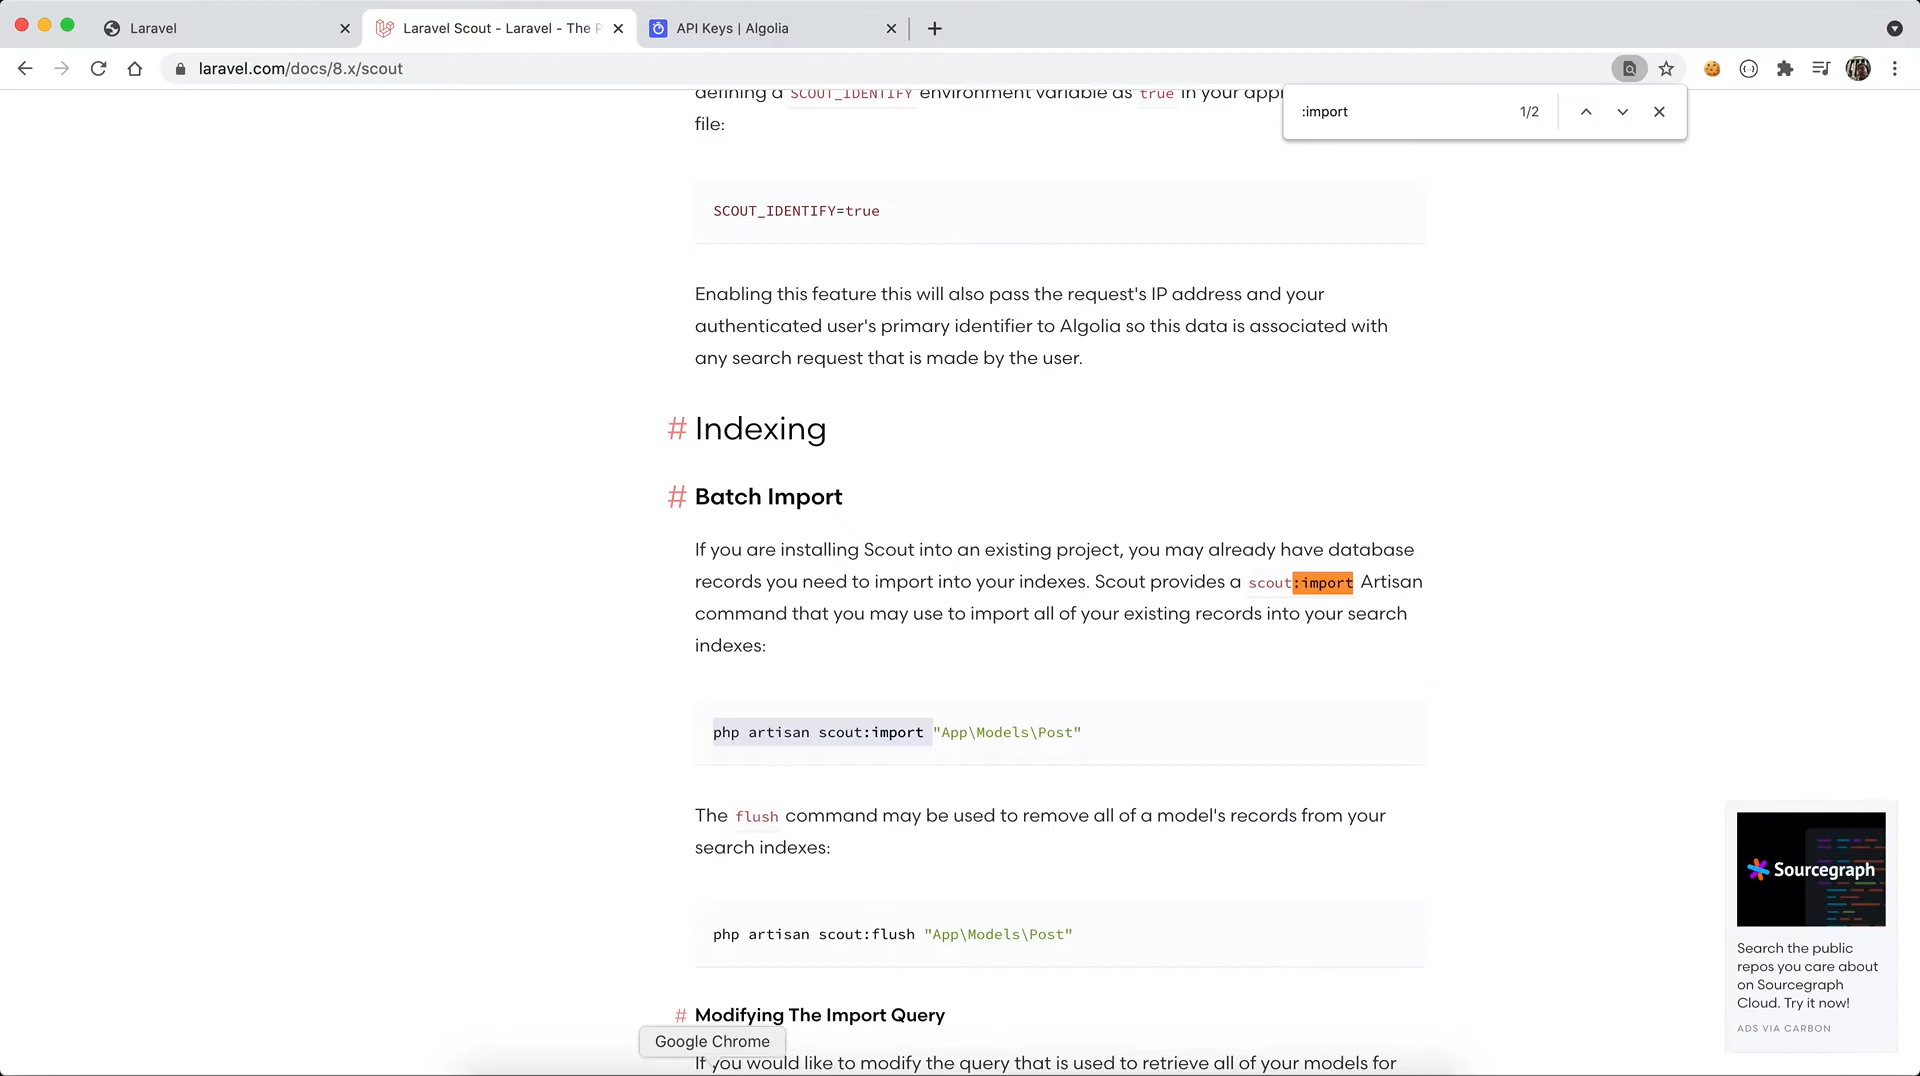 Laravel
Laravel Scout - Laravel - The P
API Keys | Algolia
laravel.com/docs/8.x/scout
:import 1/2
defining a SCOUT_IDENTIFY environment variable as true in your appl
file:
SCOUT_IDENTIFY=true
Enabling this feature this will also pass the request's IP address and your
authenticated user's primary identifier to Algolia so this data is associated with
any search request that is made by the user.
# Indexing
# Batch Import
If you are installing Scout into an existing project, you may already have database
records you need to import into your indexes. Scout provides a scout:import Artisan
command that you may use to import all of your existing records into your search
indexes:
php artisan scout:import "App\Models\Post"
The flush command may be used to remove all of a model's records from your
search indexes:
php artisan scout:flush "App\Models\Post"
# Modifying The Import Query
Google Chrome
If you would like to modify the query that is used to retrieve all of your models for
Sourcegraph
Search the public
repos you care about
on Sourcegraph
Cloud. Try it now!
ADS VIA CARBON